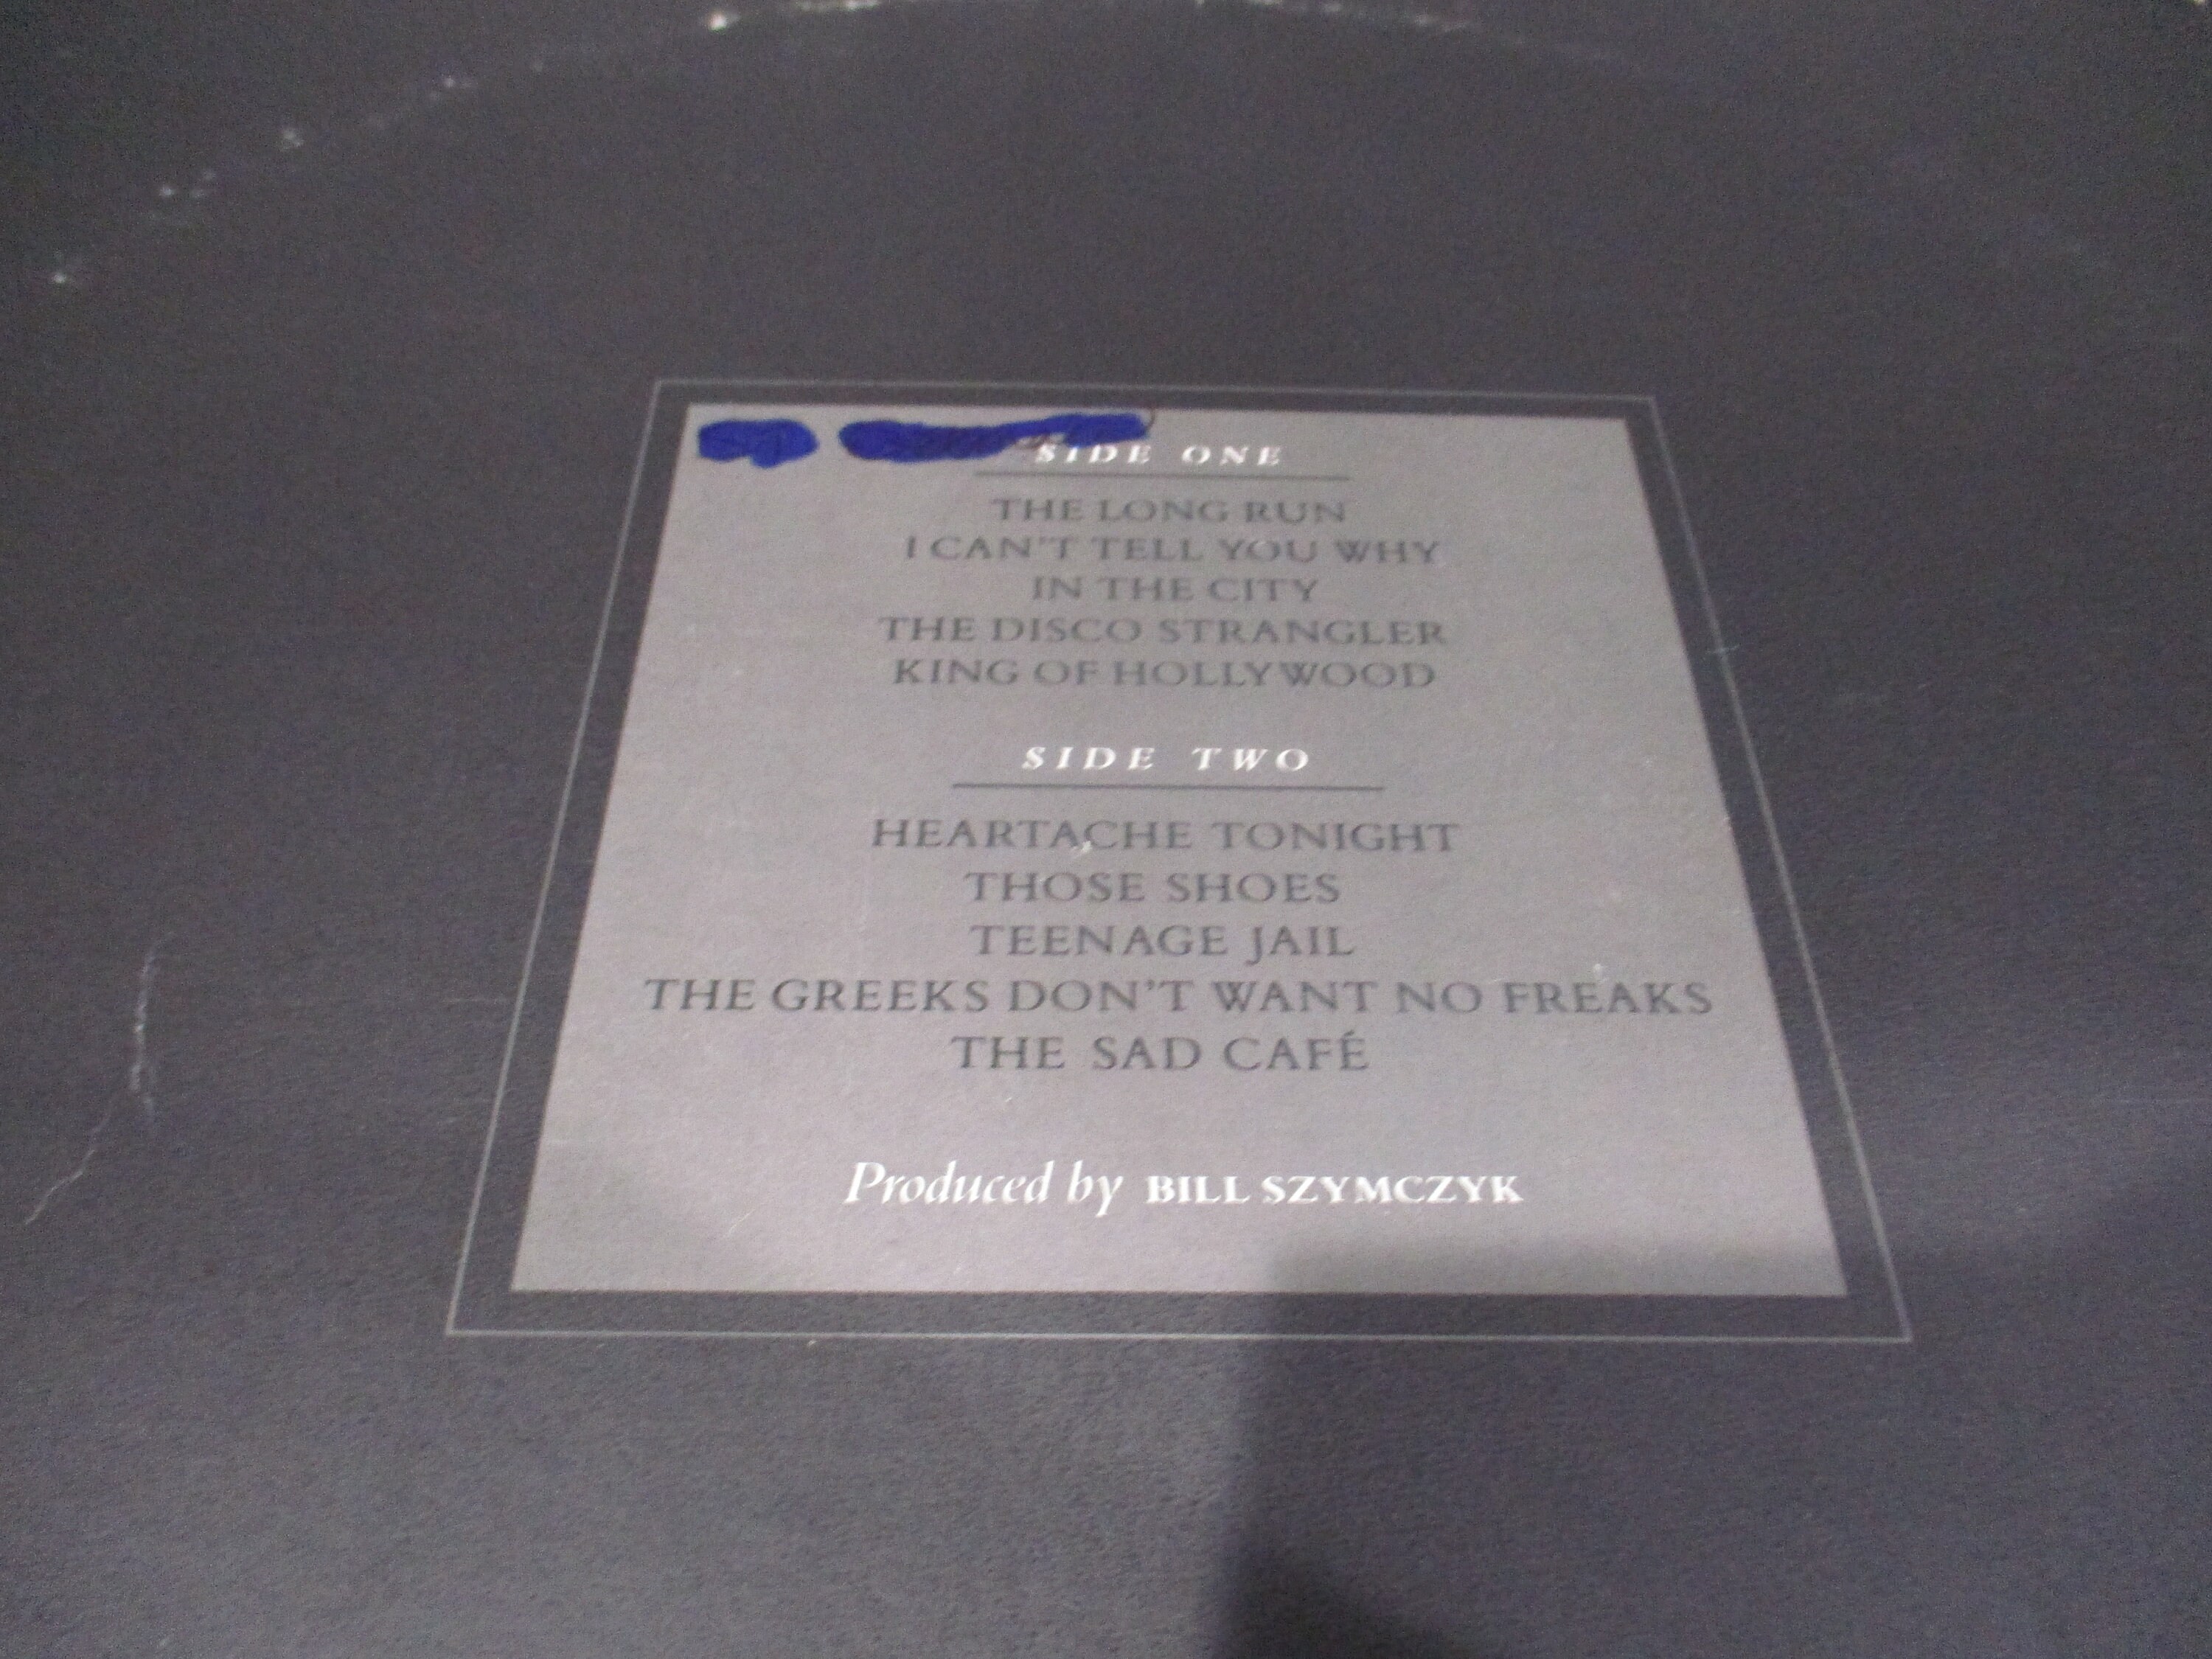 SIDE ONE
THE LONG RUN
I CAN'T TELL YOU WHY
IN THE CITY
THE DISCO STRANGLER
KING OF HOLLYWOOD
SIDE TWO
HEARTACHE TONIGHT
THOSE SHOES
TEENAGE JAIL
THE GREEKS DON'T WANT NO FREAKS
THE SAD CAFÉ
Produced by BILL SZYMCZYK